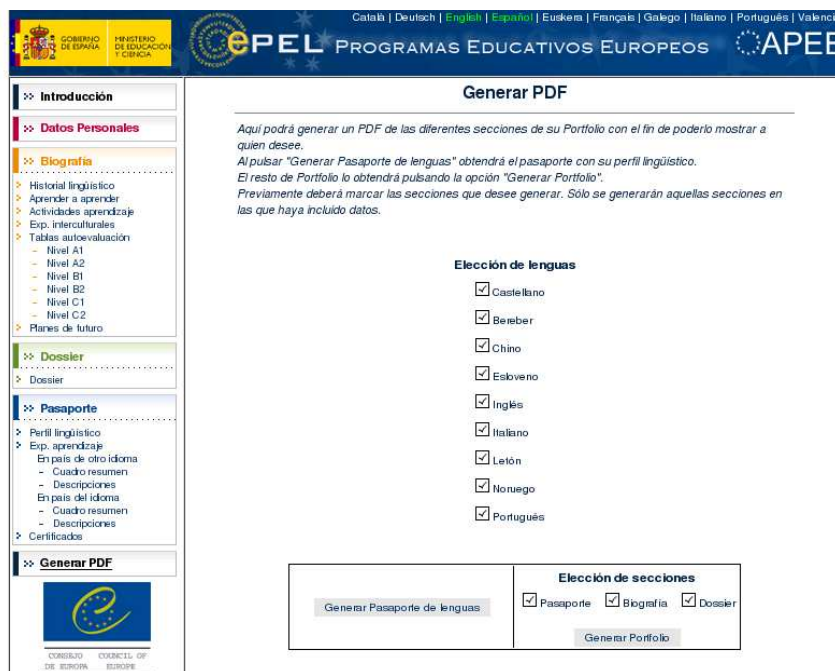 Català | Deutsch | English | Español | Euskera | Français | Galego | Italiano | Português |
GOBIERNO DE ESPAÑA
MINISTERIO DE EDUCACIÓN Y CIENCIA
ePEL PROGRAMAS EDUCATIVOS EUROPEOS
Introducción
Datos Personales
Biografía
Historial lingüístico
Aprender a aprender
Actividades aprendizaje
Exp. interculturales
Tablas autoevaluación
– Nivel A1
– Nivel A2
– Nivel B1
– Nivel B2
– Nivel C1
– Nivel C2
Planes de futuro
Dossier
Dossier
Pasaporte
Perfil lingüístico
Exp. aprendizaje
En país de otro idioma
– Cuadro resumen
– Descripciones
En país del idioma
– Cuadro resumen
– Descripciones
Certificados
Generar PDF
CONSEJO DE EUROPA
COUNCIL OF EUROPE
Generar PDF
Aquí podrá generar un PDF de las diferentes secciones de su Portfolio con el fin de poderlo mostrar a
quien desee.
Al pulsar "Generar Pasaporte de lenguas" obtendrá el pasaporte con su perfil lingüístico.
El resto de Portfolio lo obtendrá pulsando la opción "Generar Portfolio".
Previamente deberá marcar las secciones que desee generar. Sólo se generarán aquellas secciones en
las que haya incluido datos.
Elección de lenguas
Castellano
Bereber
Chino
Esloveno
Inglés
Italiano
Letón
Noruego
Portugués
Generar Pasaporte de lenguas
Elección de secciones
Pasaporte Biografía Dossier
Generar Portfolio